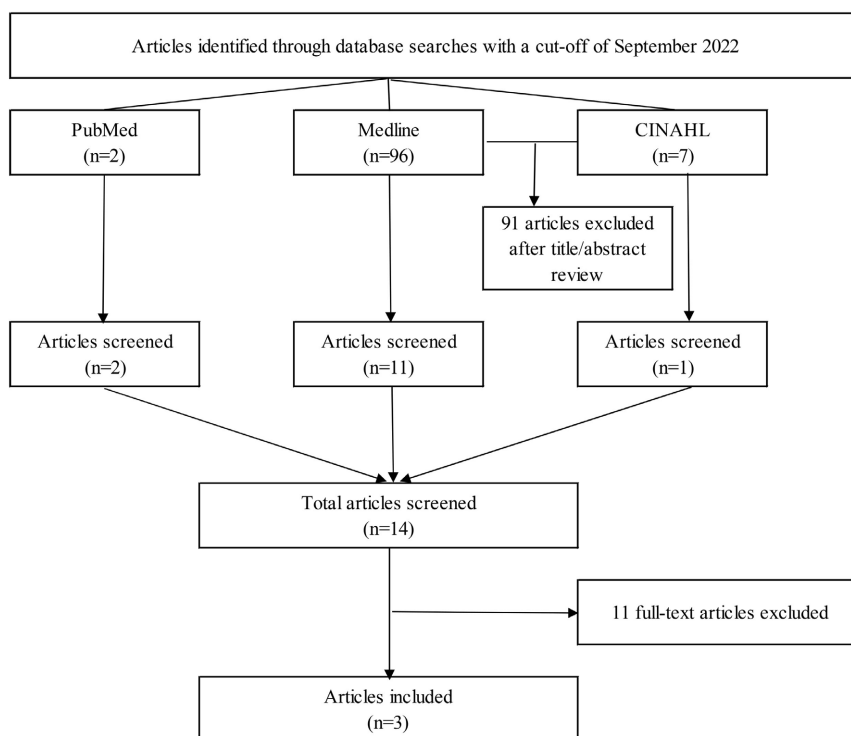 Articles identified through database searches with a cut-off of September 2022
PubMed
(n=2)
Medline
(n=96)
CINAHL
(n=7)
91 articles excluded
after title/abstract
review
Articles screened
(n=2)
Articles screened
(n=11)
Articles screened
(n=1)
Total articles screened
(n=14)
11 full-text articles excluded
Articles included
(n=3)